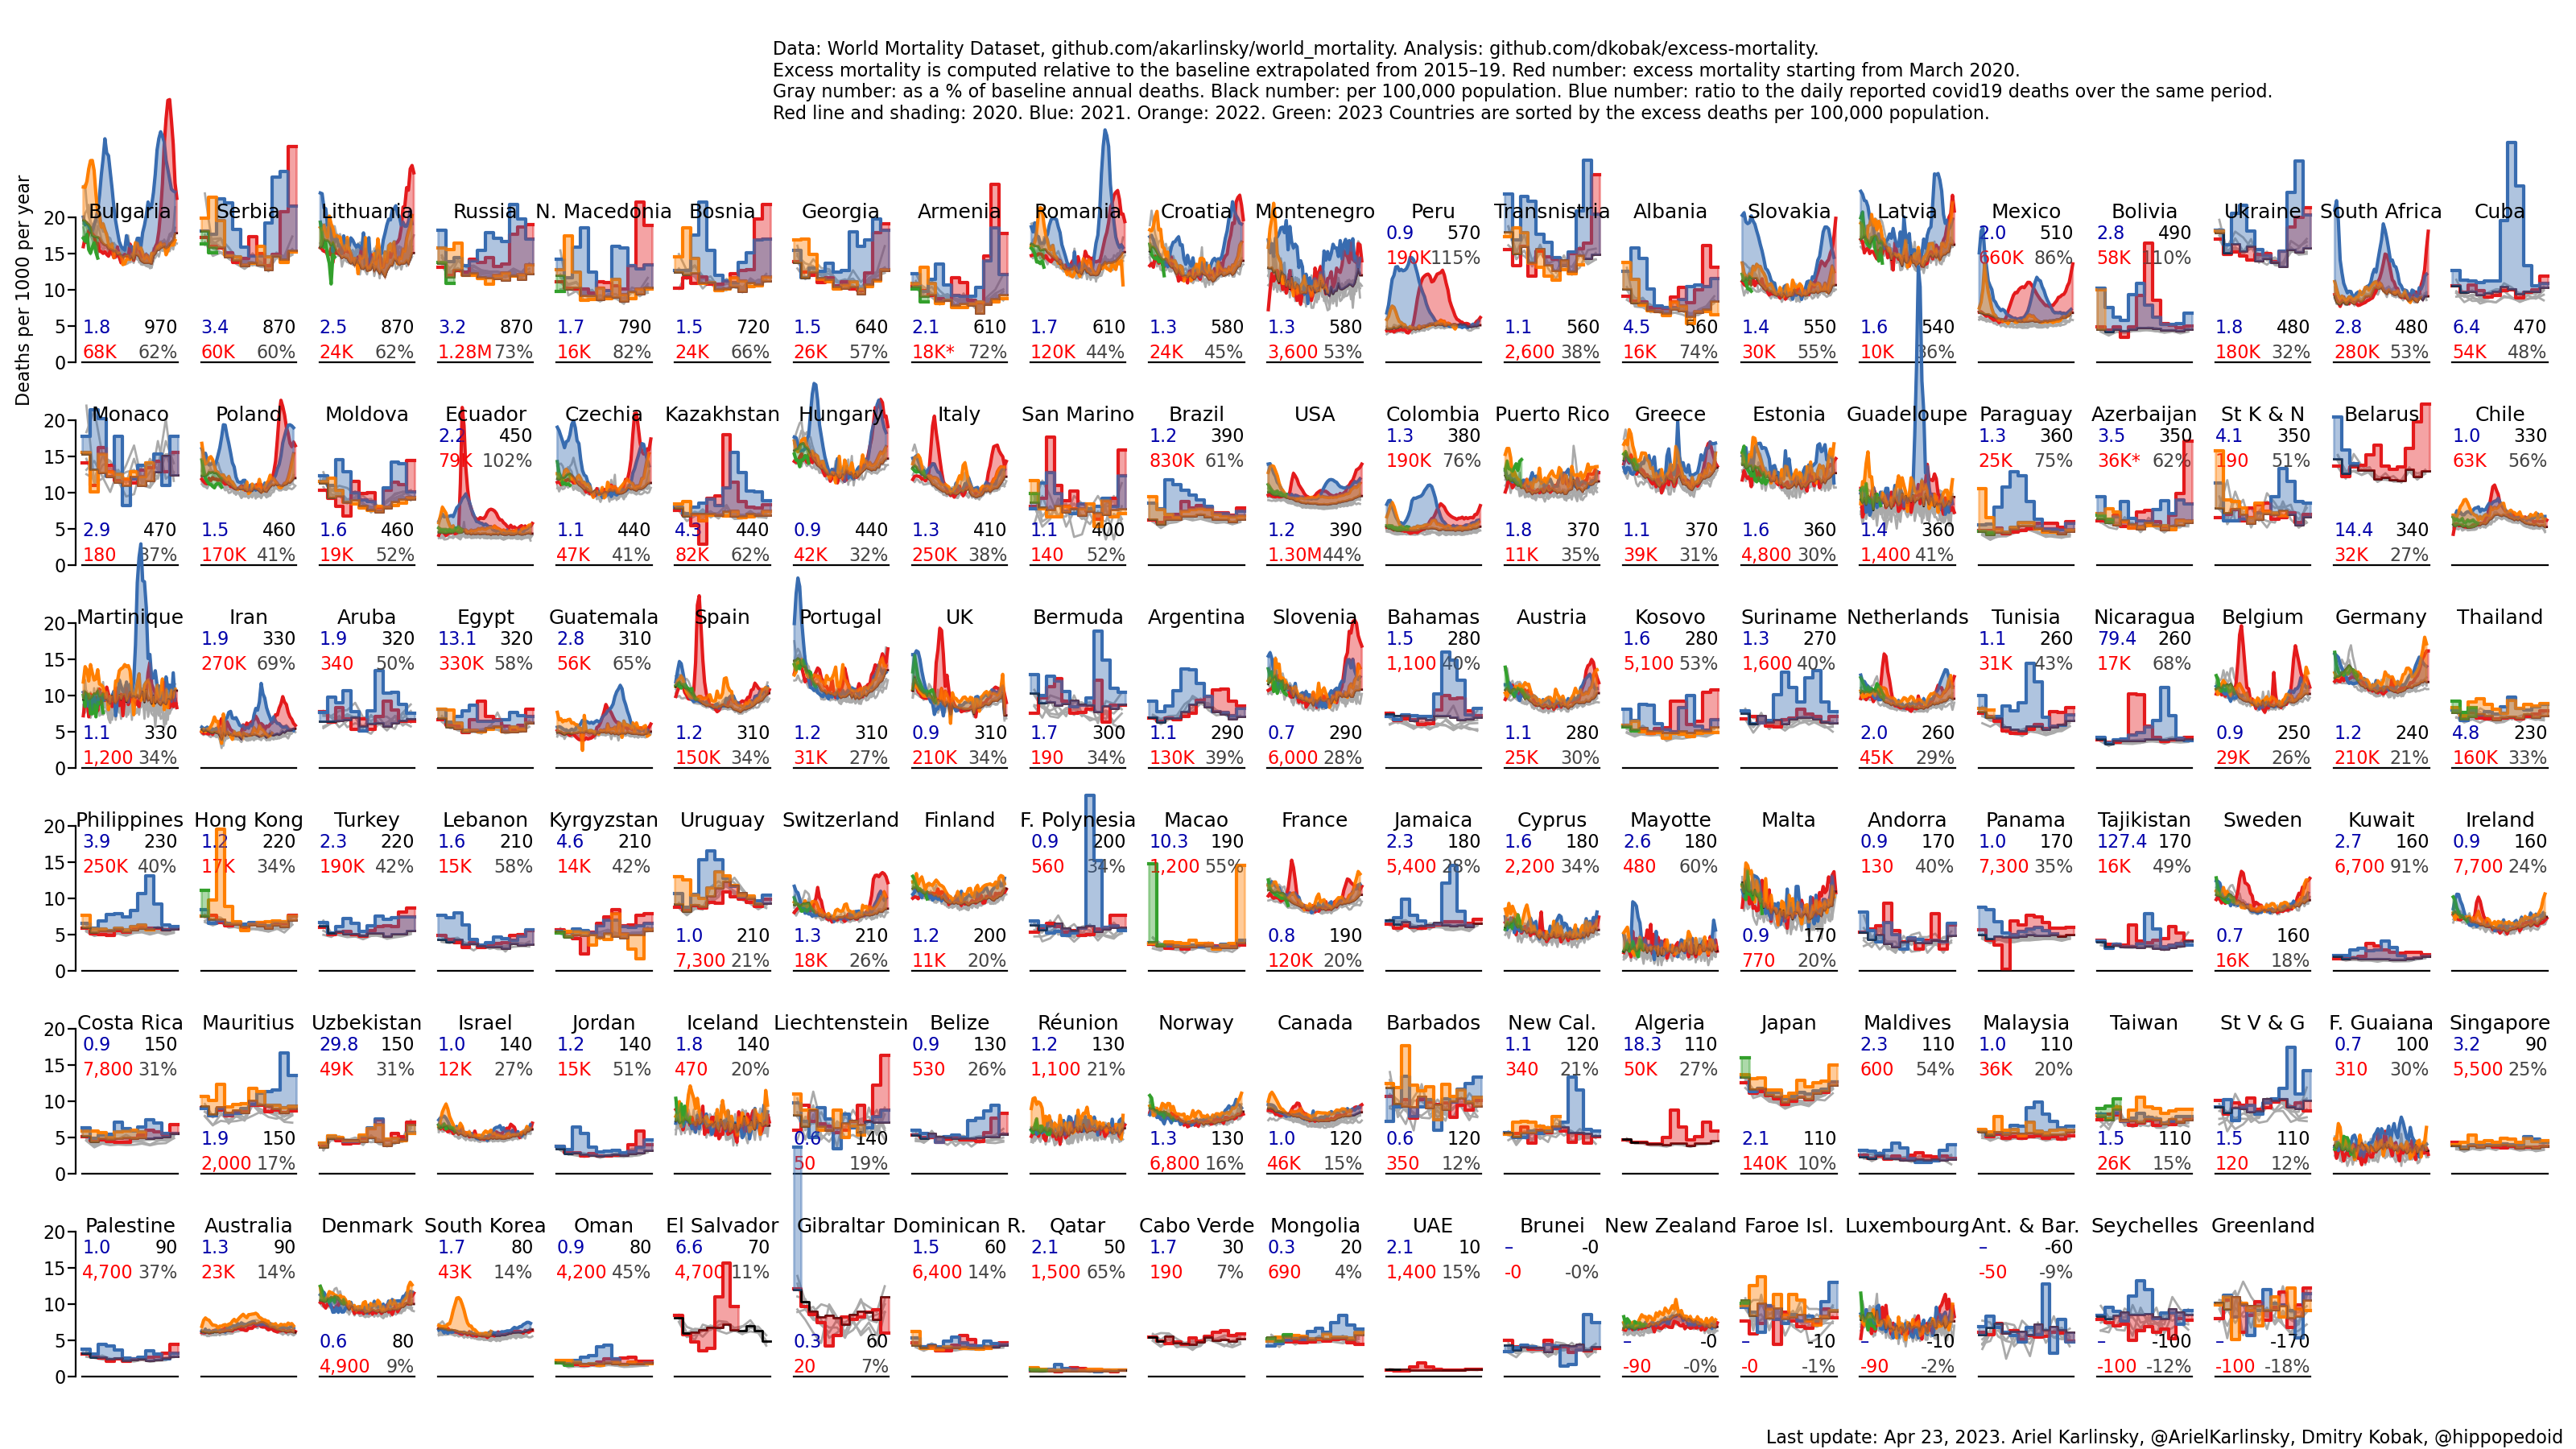 Data: World Mortality Dataset, github.com/akarlinsky/world_mortality. Analysis: github.com/dkobak/excess-mortality.
Excess mortality is computed relative to the baseline extrapolated from 2015–19. Red number: excess mortality starting from March 2020.
Gray number: as a % of baseline annual deaths. Black number: per 100,000 population. Blue number: ratio to the daily reported covid19 deaths over the same period.
Red line and shading: 2020. Blue: 2021. Orange: 2022. Green: 2023 Countries are sorted by the excess deaths per 100,000 population.
Deaths per 1000 per year
20 Bulgaria Serbia Lithuania Russia N. Macedonia Bosnia Georgia Armenia Romania Croatia Montenegro Peru Transnistria Albania Slovakia Latvia Mexico Bolivia Ukraine South Africa Cuba
0.9 570 2.0 510 2.8 490
15 190K 115% 660K 86% 58K 110%
10
5 1.8 970 3.4 870 2.5 870 3.2 870 1.7 790 1.5 720 1.5 640 2.1 610 1.7 610 1.3 580 1.3 580 1.1 560 4.5 560 1.4 550 1.6 540 1.8 480 2.8 480 6.4 470
0 68K 62% 60K 60% 24K 62% 1.28M 73% 16K 82% 24K 66% 26K 57% 18K* 72% 120K 44% 24K 45% 3,600 53% 2,600 38% 16K 74% 30K 55% 10K 36% 180K 32% 280K 53% 54K 48%
20 Monaco Poland Moldova Ecuador Czechia Kazakhstan Hungary Italy San Marino Brazil USA Colombia Puerto Rico Greece Estonia Guadeloupe Paraguay Azerbaijan St K & N Belarus Chile
2.2 450 1.2 390 1.3 380 1.3 360 3.5 350 4.1 350 1.0 330
15 79K 102% 830K 61% 190K 76% 25K 75% 36K* 62% 190 51% 63K 56%
10
5 2.9 470 1.5 460 1.6 460 1.1 440 4.3 440 0.9 440 1.3 410 1.1 400 1.2 390 1.8 370 1.1 370 1.6 360 1.4 360 14.4 340
0 180 37% 170K 41% 19K 52% 47K 41% 82K 62% 42K 32% 250K 38% 140 52% 1.30M 44% 11K 35% 39K 31% 4,800 30% 1,400 41% 32K 27%
20 Martinique Iran Aruba Egypt Guatemala Spain Portugal UK Bermuda Argentina Slovenia Bahamas Austria Kosovo Suriname Netherlands Tunisia Nicaragua Belgium Germany Thailand
1.9 330 1.9 320 13.1 320 2.8 310 1.5 280 1.6 280 1.3 270 1.1 260 79.4 260
15 270K 69% 340 50% 330K 58% 56K 65% 1,100 40% 5,100 53% 1,600 40% 31K 43% 17K 68%
10
5 1.1 330 1.2 310 1.2 310 0.9 310 1.7 300 1.1 290 0.7 290 1.1 280 2.0 260 0.9 250 1.2 240 4.8 230
0 1,200 34% 150K 34% 31K 27% 210K 34% 190 34% 130K 39% 6,000 28% 25K 30% 45K 29% 29K 26% 210K 21% 160K 33%
20 Philippines Hong Kong Turkey Lebanon Kyrgyzstan Uruguay Switzerland Finland F. Polynesia Macao France Jamaica Cyprus Mayotte Malta Andorra Panama Tajikistan Sweden Kuwait Ireland
3.9 230 1.2 220 2.3 220 1.6 210 4.6 210 0.9 200 10.3 190 2.3 180 1.6 180 2.6 180 0.9 170 1.0 170 127.4 170 2.7 160 0.9 160
15 250K 40% 17K 34% 190K 42% 15K 58% 14K 42% 560 34% 1,200 55% 5,400 28% 2,200 34% 480 60% 130 40% 7,300 35% 16K 49% 6,700 91% 7,700 24%
10
5 1.0 210 1.3 210 1.2 200 0.8 190 0.9 170 0.7 160
0 7,300 21% 18K 26% 11K 20% 120K 20% 770 20% 16K 18%
20 Costa Rica Mauritius Uzbekistan Israel Jordan Iceland Liechtenstein Belize Réunion Norway Canada Barbados New Cal. Algeria Japan Maldives Malaysia Taiwan St V & G F. Guaiana Singapore
0.9 150 29.8 150 1.0 140 1.2 140 1.8 140 0.9 130 1.2 130 1.1 120 18.3 110 2.3 110 1.0 110 0.7 100 3.2 90
15 7,800 31% 49K 31% 12K 27% 15K 51% 470 20% 530 26% 1,100 21% 340 21% 50K 27% 600 54% 36K 20% 310 30% 5,500 25%
10
5 1.9 150 0.6 140 1.3 130 1.0 120 0.6 120 2.1 110 1.5 110 1.5 110
0 2,000 17% 50 19% 6,800 16% 46K 15% 350 12% 140K 10% 26K 15% 120 12%
20 Palestine Australia Denmark South Korea Oman El Salvador Gibraltar Dominican R. Qatar Cabo Verde Mongolia UAE Brunei New Zealand Faroe Isl. Luxembourg Ant. & Bar. Seychelles Greenland
1.0 90 1.3 90 1.7 80 0.9 80 6.6 70 1.5 60 2.1 50 1.7 30 0.3 20 2.1 10 – -0 – -60
15 4,700 37% 23K 14% 43K 14% 4,200 45% 4,700 11% 6,400 14% 1,500 65% 190 7% 690 4% 1,400 15% -0 -0% -50 -9%
10
5 0.6 80 0.3 60 – -0 – -10 – -10 – -100 – -170
0 4,900 9% 20 7% -90 -0% -0 -1% -90 -2% -100 -12% -100 -18%
Last update: Apr 23, 2023. Ariel Karlinsky, @ArielKarlinsky, Dmitry Kobak, @hippopedoid